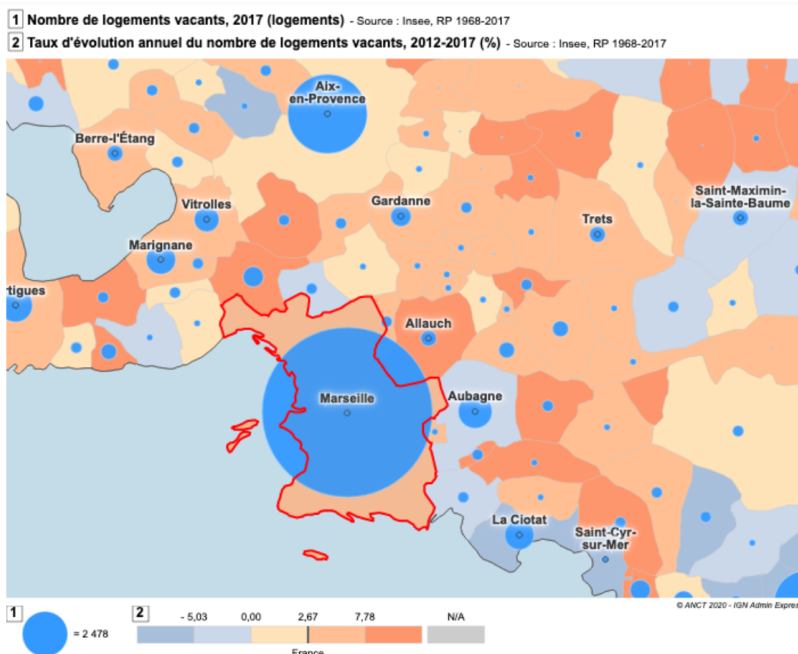 1 Nombre de logements vacants, 2017 (logements) - Source : Insee, RP 1968-2017
2 Taux d'évolution annuel du nombre de logements vacants, 2012-2017 (%) - Source : Insee, RP 1968-2017
Aix-
en-Provence
Berre-l'Étang
Saint-Maximin-
la-Sainte-Baume
Vitrolles
Gardanne
Trets
Marignane
rtigues
Allauch
Marseille
Aubagne
La Ciotat
Saint-Cyr-
sur-Mer
© ANCT 2020 - IGN Admin Expres
1
= 2 478
2
- 5,03 0,00 2,67 7,78 N/A
France